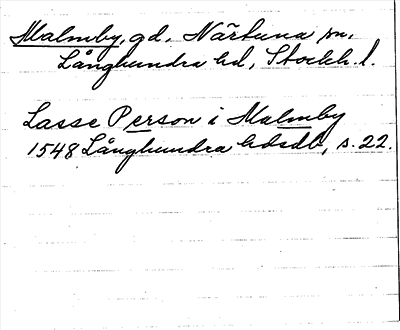 Malmby, gd. Närtuna sn,
Långhundra hd, Stockh. l.
Lasse Person i Malmby
1548 Långhundra hdsdb, s. 22.